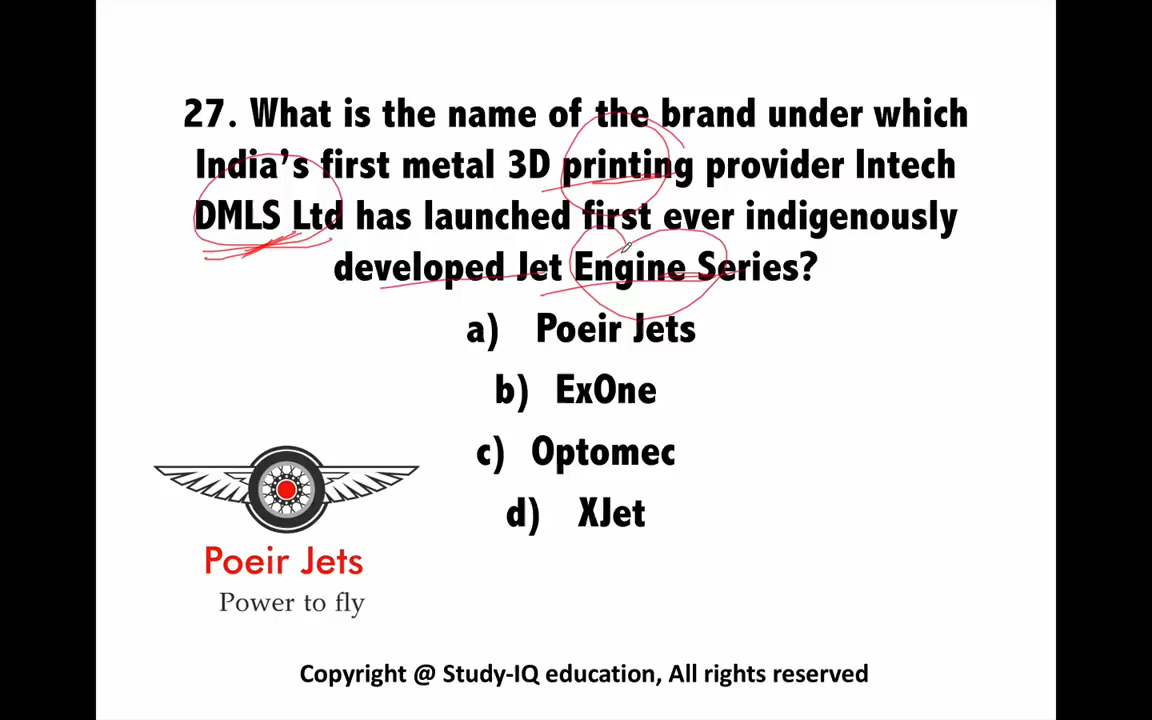 27. What is the name of the brand under which
India's first metal 3D printing provider Intech
DMLS Ltd has launched first ever indigenously
developed Jet Engine Series?
a) Poeir Jets
b) ExOne
c) Optomec
d) XJet
Poeir Jets
Power to fly
Copyright @ Study-IQ education, All rights reserved